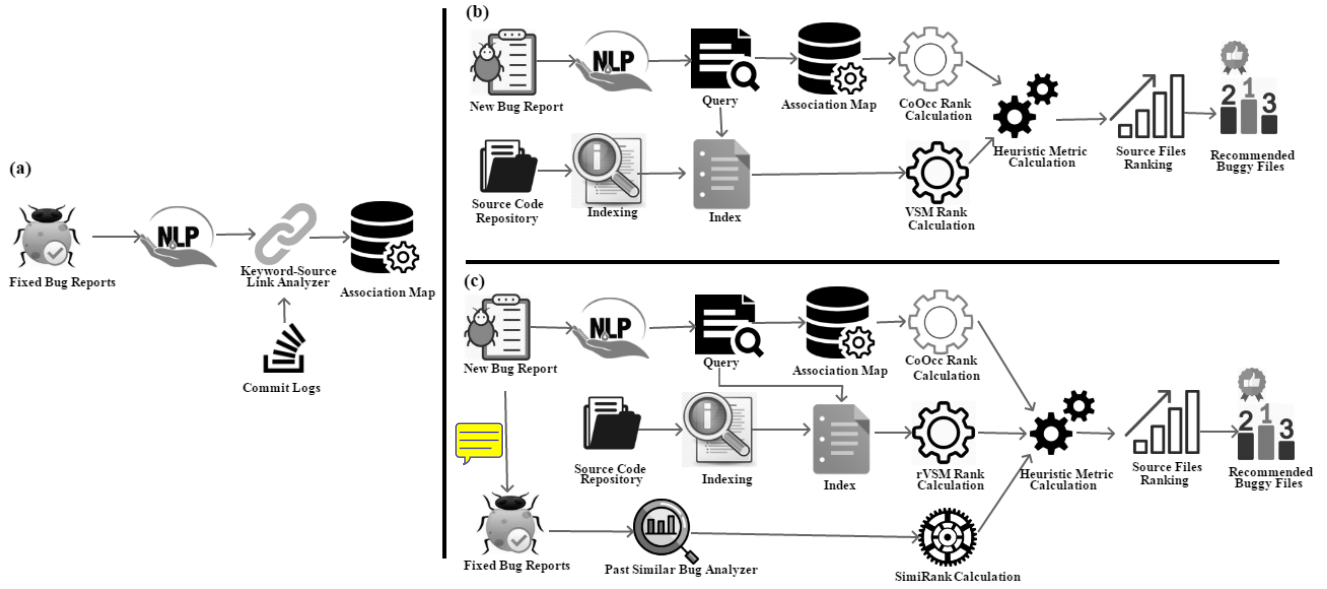 (a)
NLP
Fixed Bug Reports
Keyword-Source
Link Analyzer
Association Map
Commit Logs
(b)
NLP
New Bug Report
Query
Association Map
CoOcc Rank
Calculation
Source Code
Repository
Indexing
Index
VSM Rank
Calculation
Heuristic Metric
Calculation
Source Files
Ranking
2 1 3
Recommended
Buggy Files
(c)
NLP
New Bug Report
Query
Association Map
CoOcc Rank
Calculation
Source Code
Repository
Indexing
Index
rVSM Rank
Calculation
Heuristic Metric
Calculation
Source Files
Ranking
2 1 3
Recommended
Buggy Files
Fixed Bug Reports
Past Similar Bug Analyzer
SimiRank Calculation